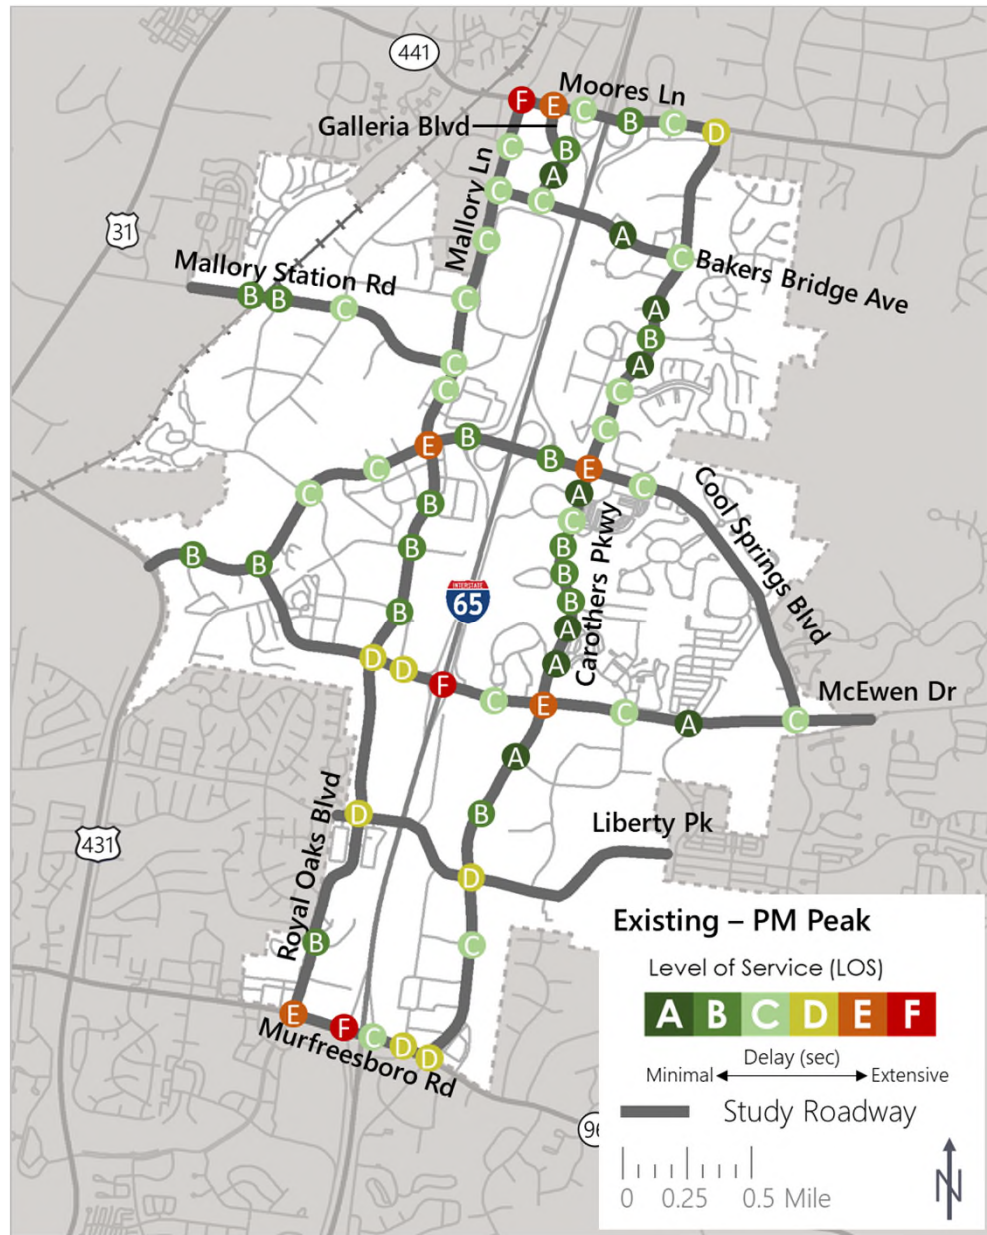 441
Moores Ln
F E C B C D
Galleria Blvd
C B
A
Mallory Ln
C C
31
C A
C Bakers Bridge Ave
Mallory Station Rd
B B C
C A
B
C A
C C
C
E B
B E
C C
C A
B C
Cool Springs Blvd
B B
B B
B
INTERSTATE
65
B
B A
Carothers Pkwy
D D A
F C E C A C
McEwen Dr
A
Royal Oaks Blvd
D B
Liberty Pk
431
D
B C
E F C D D
Murfreesboro Rd
Existing – PM Peak
Level of Service (LOS)
A B C D E F
Delay (sec)
Minimal Extensive
Study Roadway
0 0.25 0.5 Mile
N